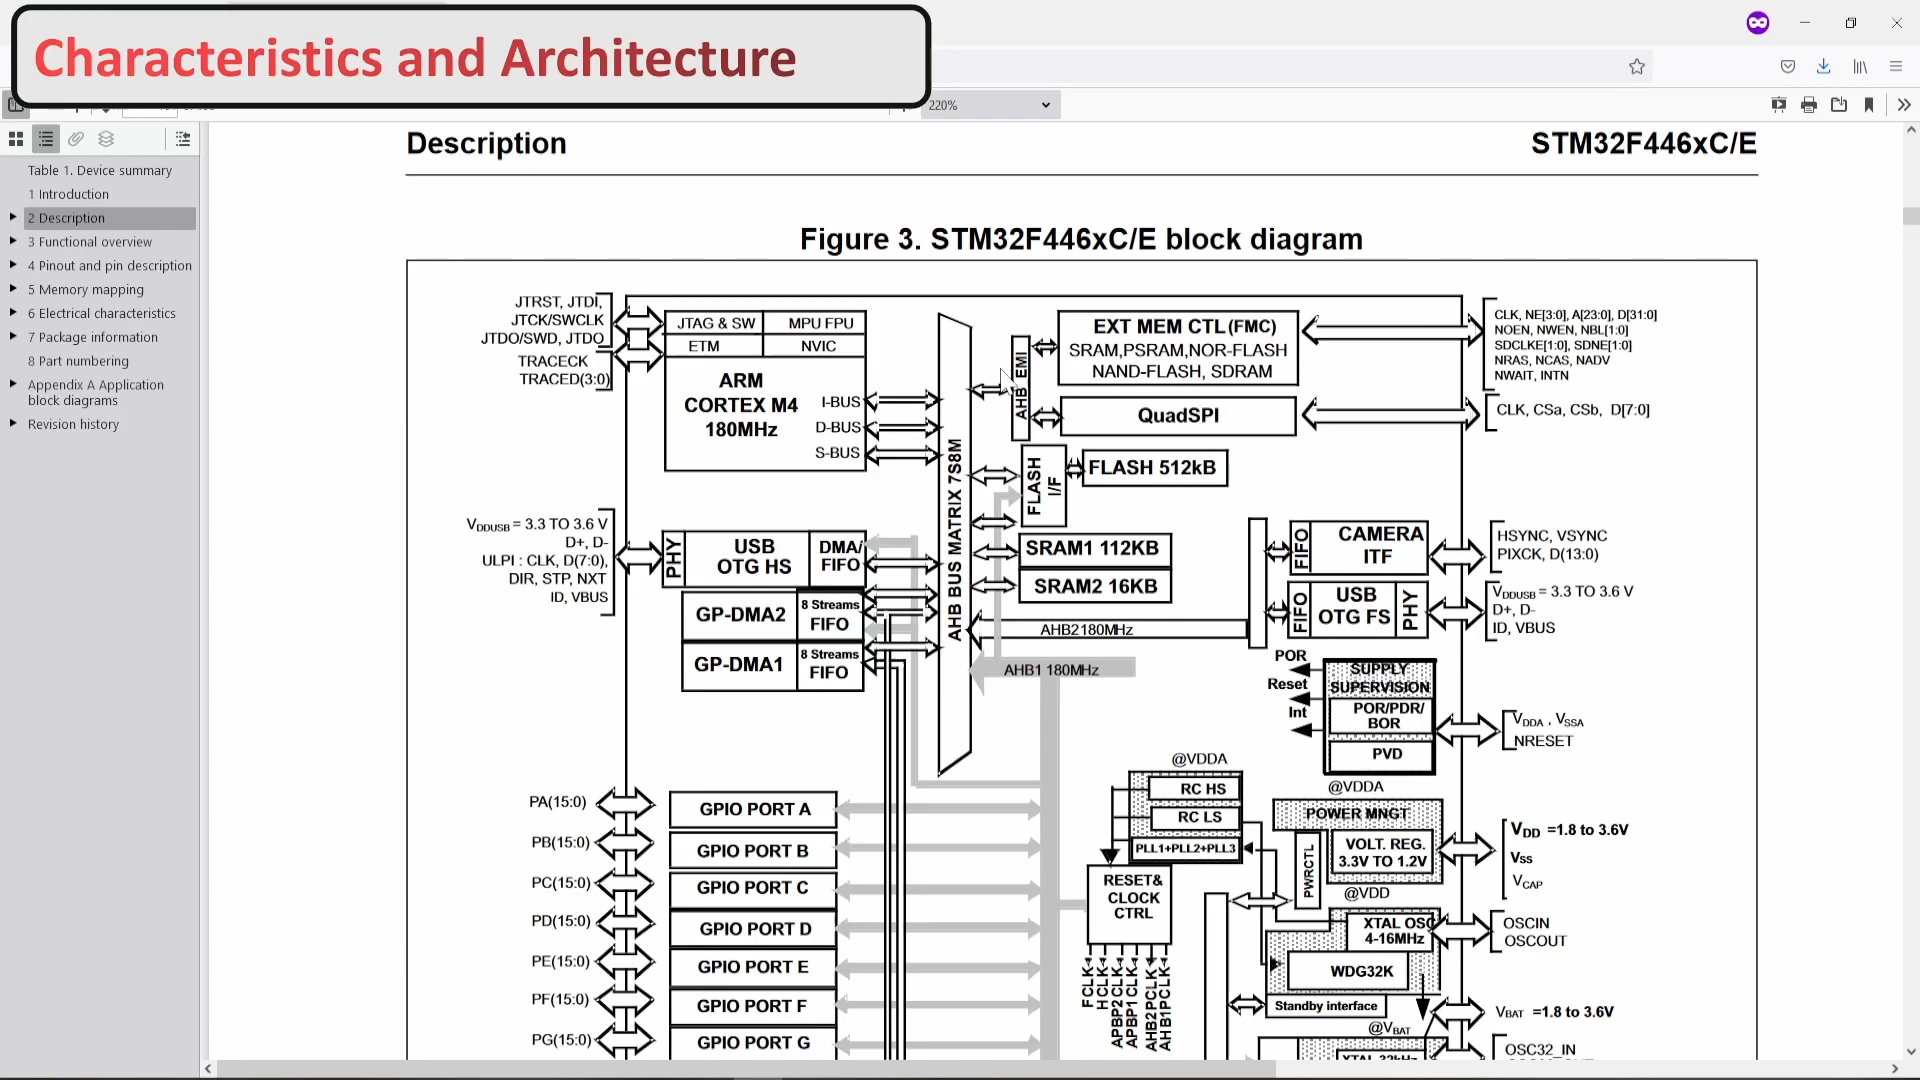 Characteristics and Architecture
220%
Table 1. Device summary
1 Introduction
2 Description
3 Functional overview
4 Pinout and pin description
5 Memory mapping
6 Electrical characteristics
7 Package information
8 Part numbering
Appendix A Application
block diagrams
Revision history
Description
STM32F446xC/E
Figure 3. STM32F446xC/E block diagram
JTRST, JTDI,
JTCK/SWCLK
JTDO/SWD, JTDO
TRACECK
TRACED(3:0)
JTAG & SW
MPU FPU
ETM
NVIC
ARM
CORTEX M4
180MHz
I-BUS
D-BUS
S-BUS
AHB BUS MATRIX 7S8M
AHB EMI
EXT MEM CTL (FMC)
SRAM,PSRAM,NOR-FLASH
NAND-FLASH, SDRAM
CLK, NE[3:0], A[23:0], D[31:0]
NOEN, NWEN, NBL[1:0]
SDCLKE[1:0], SDNE[1:0]
NRAS, NCAS, NADV
NWAIT, INTN
QuadSPI
CLK, CSa, CSb, D[7:0]
FLASH
I/F
FLASH 512kB
SRAM1 112KB
SRAM2 16KB
AHB2 180MHz
AHB1 180MHz
VDDUSB = 3.3 TO 3.6 V
D+, D-
ULPI : CLK, D(7:0),
DIR, STP, NXT
ID, VBUS
PHY
USB
OTG HS
DMA/
FIFO
GP-DMA2
8 Streams
FIFO
GP-DMA1
8 Streams
FIFO
FIFO
CAMERA
ITF
HSYNC, VSYNC
PIXCK, D(13:0)
FIFO
USB
OTG FS
PHY
VDDUSB = 3.3 TO 3.6 V
D+, D-
ID, VBUS
POR
Reset
Int
SUPPLY
SUPERVISION
POR/PDR/
BOR
PVD
VDDA , VSSA
NRESET
@VDDA
RC HS
RC LS
PLL1+PLL2+PLL3
@VDDA
POWER MNGT
VOLT. REG.
3.3V TO 1.2V
PWRCTL
@VDD
VDD =1.8 to 3.6V
VSS
VCAP
RESET&
CLOCK
CTRL
FCLK
HCLK
APBP2 CLK
APBP1 CLK
AHB2PCLK
AHB1PCLK
XTAL OSC
4-16MHz
WDG32K
Standby interface
@VBAT
OSCIN
OSCOUT
VBAT =1.8 to 3.6V
XTAL 32kHz
OSC32_IN
PA(15:0)
GPIO PORT A
PB(15:0)
GPIO PORT B
PC(15:0)
GPIO PORT C
PD(15:0)
GPIO PORT D
PE(15:0)
GPIO PORT E
PF(15:0)
GPIO PORT F
PG(15:0)
GPIO PORT G